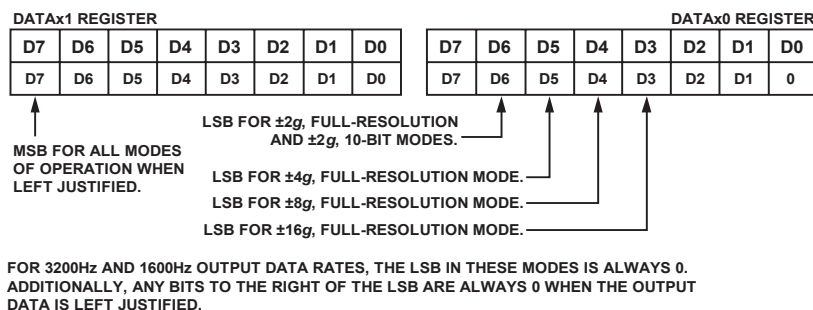 DATAx1 REGISTER DATAx0 REGISTER
D7 D6 D5 D4 D3 D2 D1 D0 D7 D6 D5 D4 D3 D2 D1 D0
D7 D6 D5 D4 D3 D2 D1 D0 D7 D6 D5 D4 D3 D2 D1 0
MSB FOR ALL MODES
OF OPERATION WHEN
LEFT JUSTIFIED.
LSB FOR ±2g, FULL-RESOLUTION
AND ±2g, 10-BIT MODES.
LSB FOR ±4g, FULL-RESOLUTION MODE.
LSB FOR ±8g, FULL-RESOLUTION MODE.
LSB FOR ±16g, FULL-RESOLUTION MODE.
FOR 3200Hz AND 1600Hz OUTPUT DATA RATES, THE LSB IN THESE MODES IS ALWAYS 0.
ADDITIONALLY, ANY BITS TO THE RIGHT OF THE LSB ARE ALWAYS 0 WHEN THE OUTPUT
DATA IS LEFT JUSTIFIED.